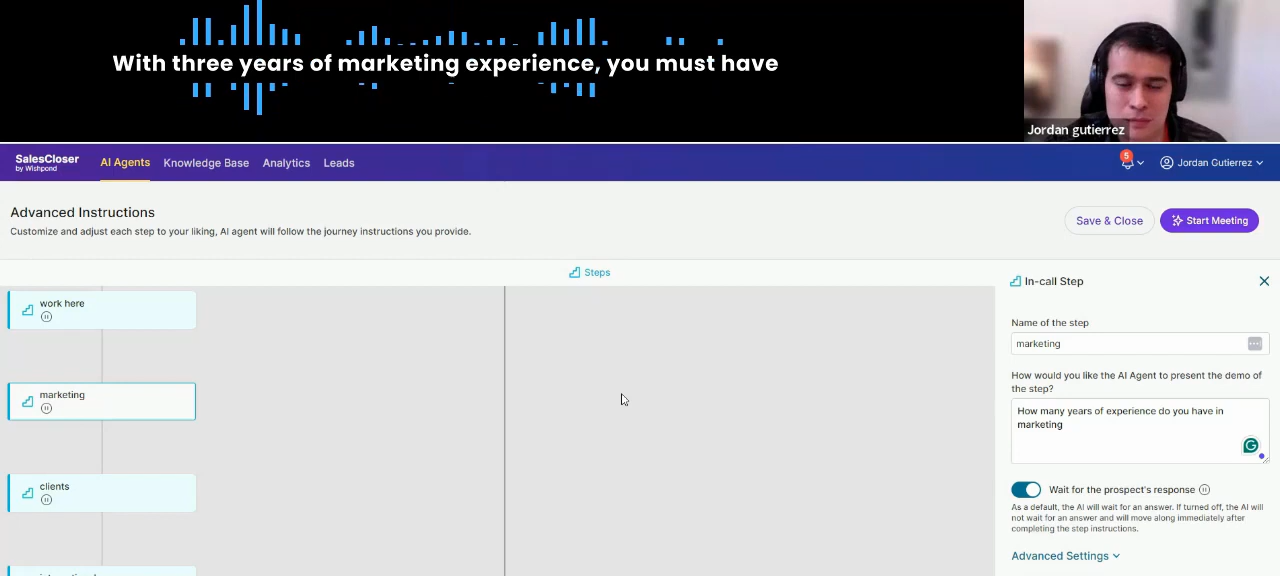 With three years of marketing experience, you must have
Jordan gutierrez
SalesCloser
by Wishpond
AI Agents
Knowledge Base
Analytics
Leads
5
Jordan Gutierrez
Advanced Instructions
Customize and adjust each step to your liking, AI agent will follow the journey instructions you provide.
Save & Close
Start Meeting
Steps
In-call Step
work here
marketing
clients
Name of the step
marketing
How would you like the AI Agent to present the demo of
the step?
How many years of experience do you have in
marketing
Wait for the prospect's response
As a default, the AI will wait for an answer. If turned off, the AI will
not wait for an answer and will move along immediately after
completing the step instructions.
Advanced Settings